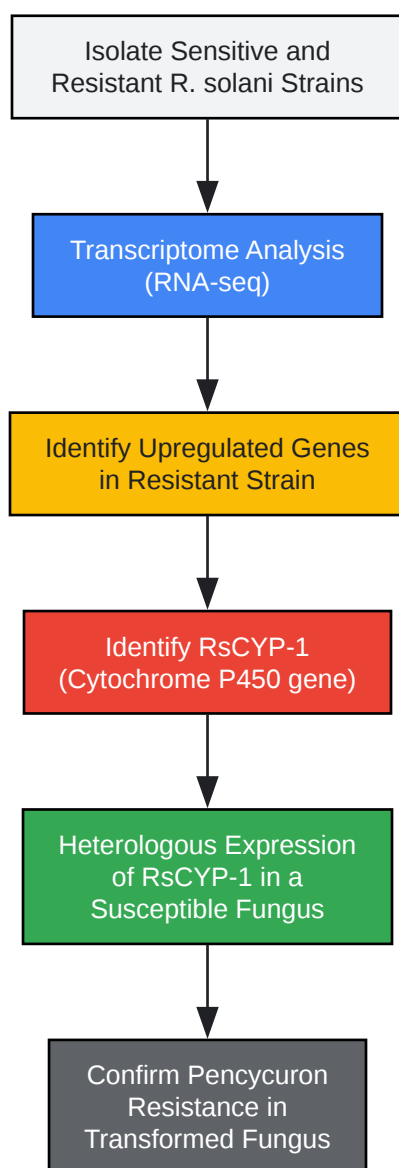 Isolate Sensitive and
Resistant R. solani Strains
Transcriptome Analysis
(RNA-seq)
Identify Upregulated Genes
in Resistant Strain
Identify RsCYP-1
(Cytochrome P450 gene)
Heterologous Expression
of RsCYP-1 in a
Susceptible Fungus
Confirm Pencycuron
Resistance in
Transformed Fungus